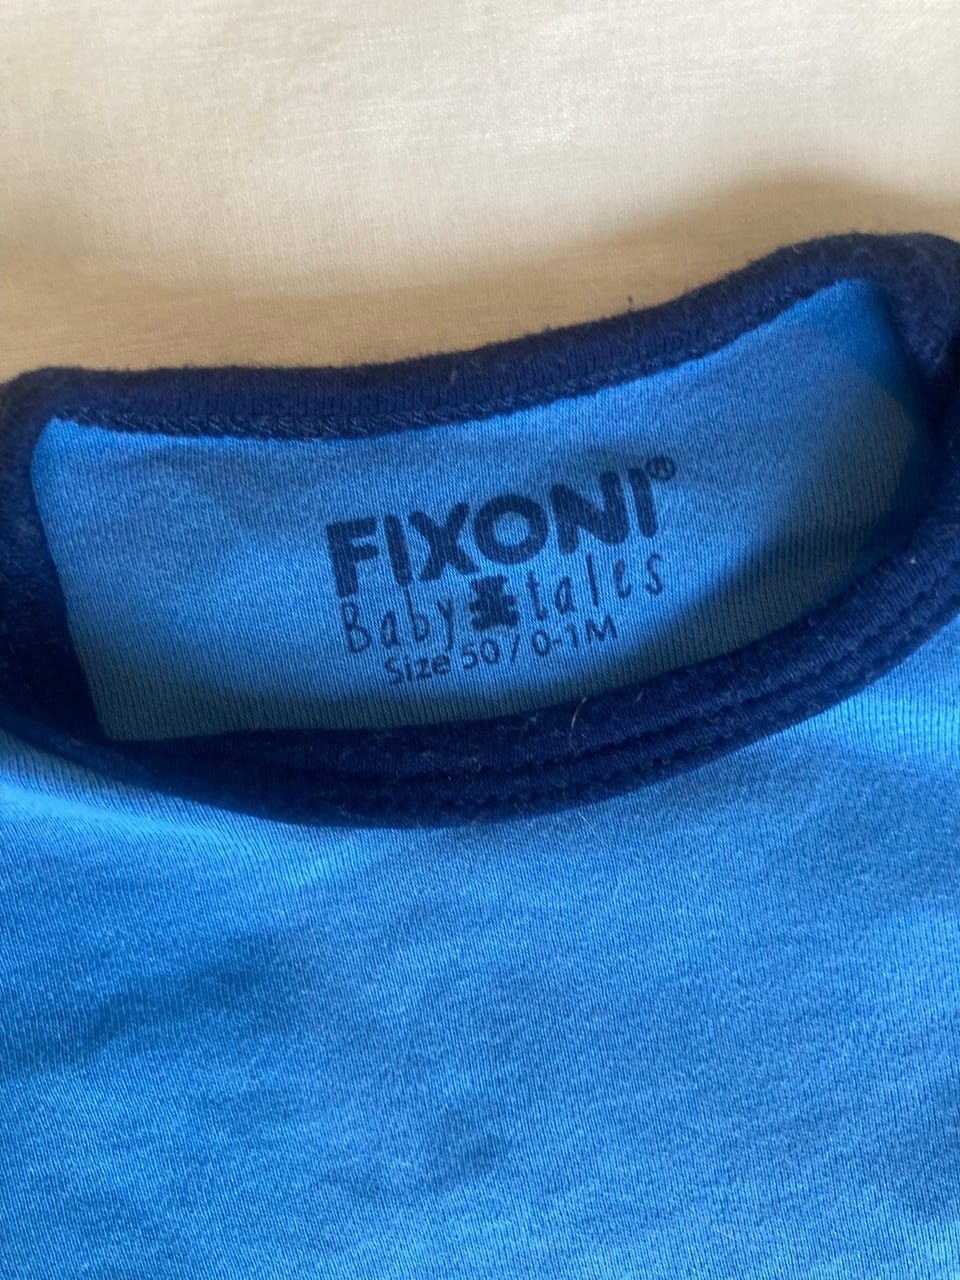 FIXONI®
Baby tales
Size 50 / 0-1M